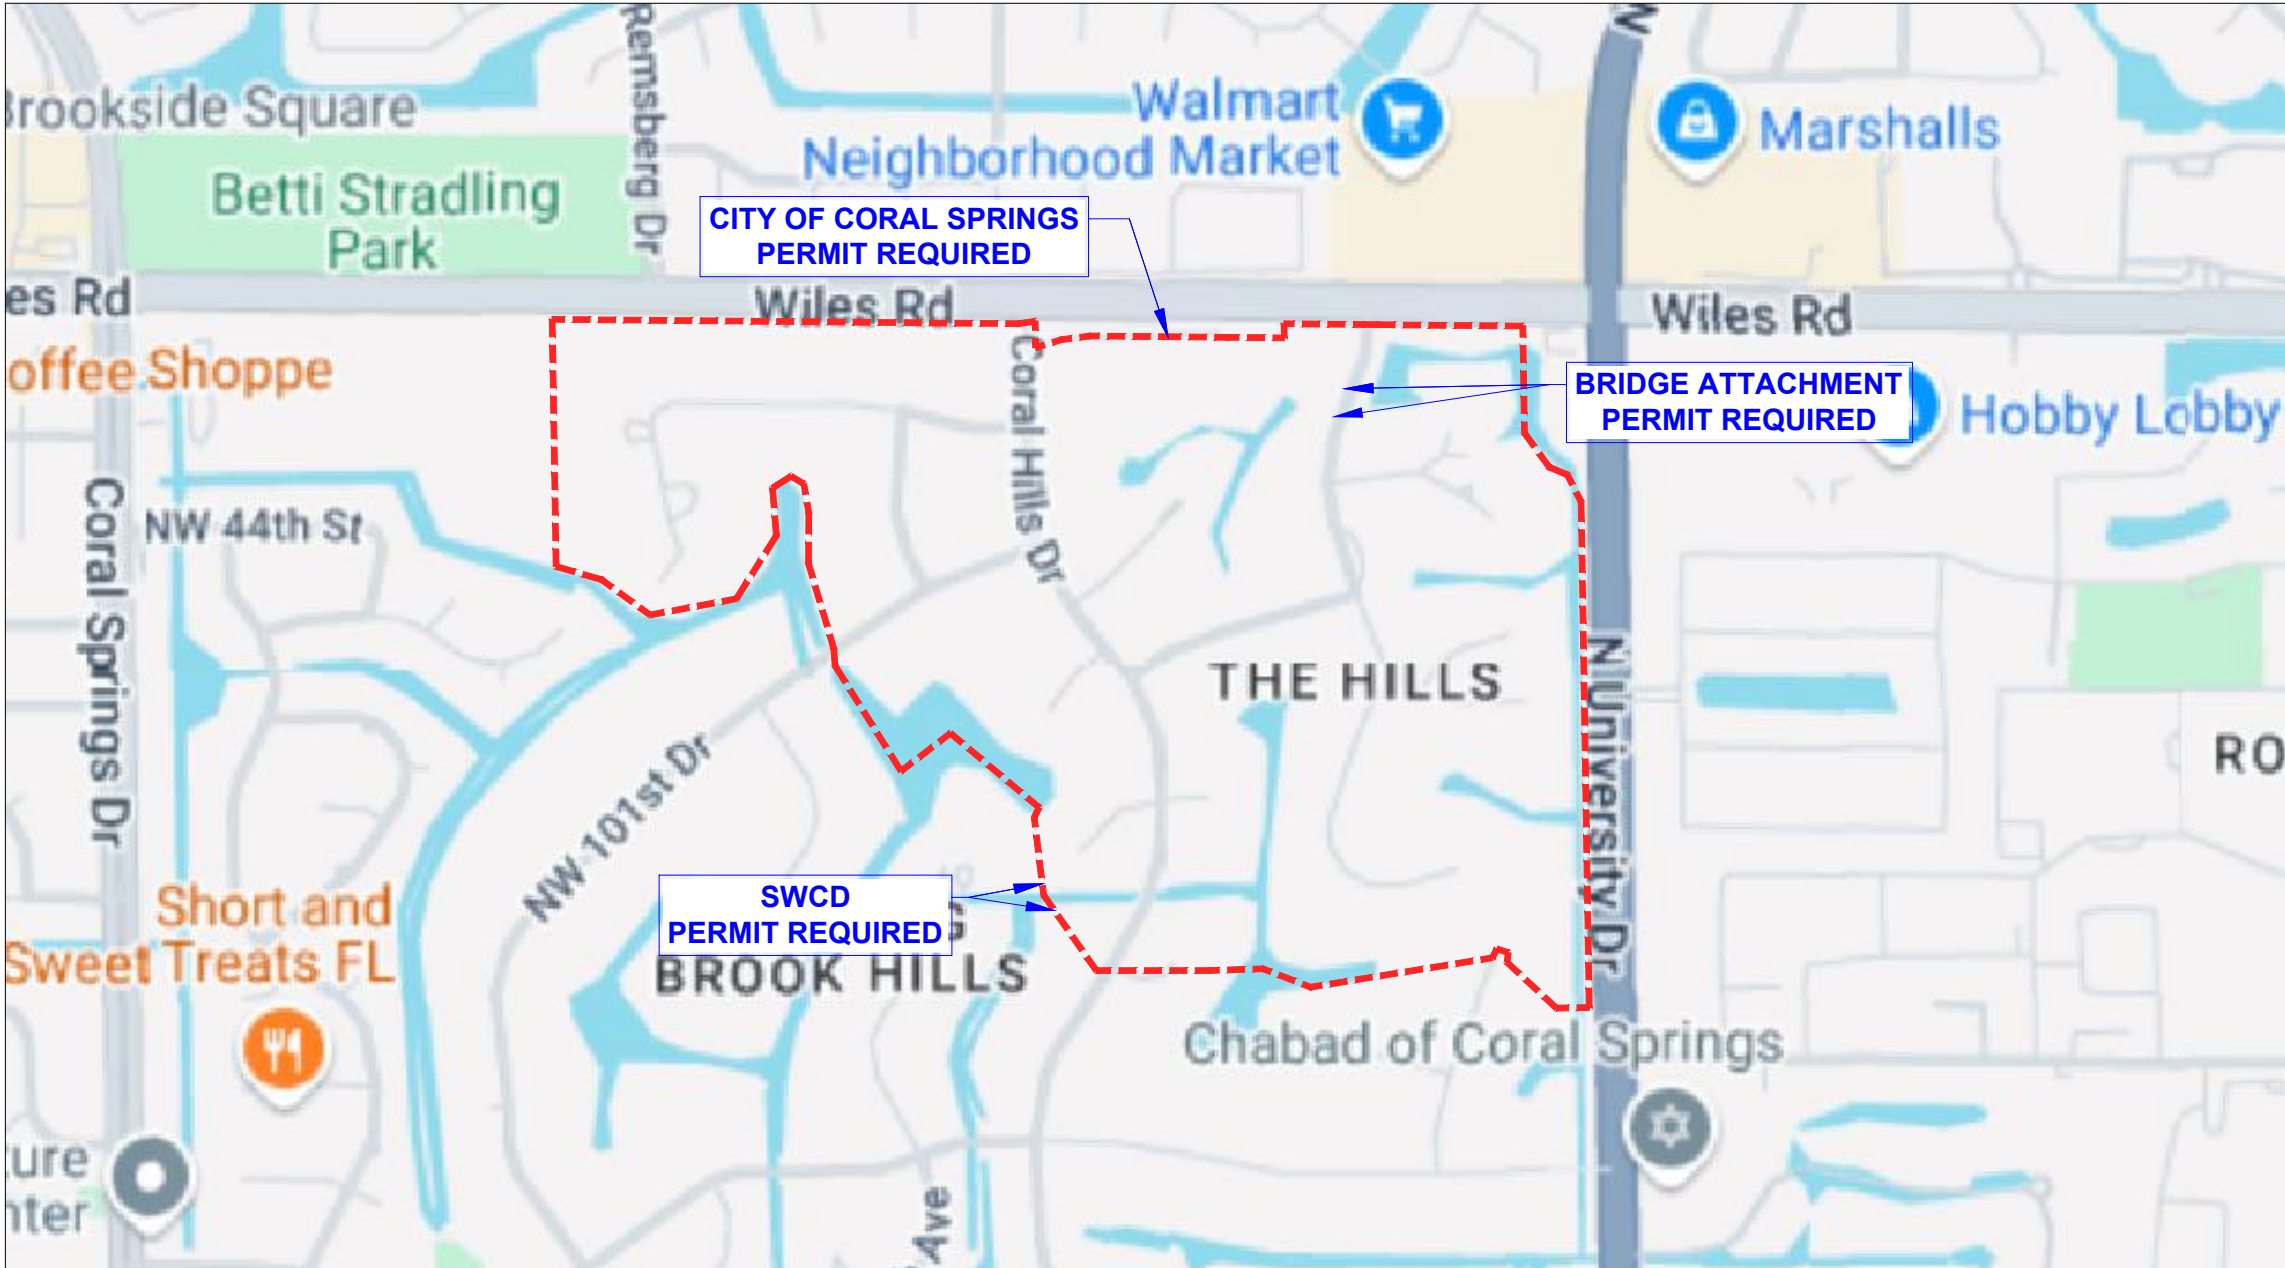 Remsberg Dr
Brookside Square
Betti Stradling
Park
Walmart
Neighborhood Market
Marshalls
CITY OF CORAL SPRINGS
PERMIT REQUIRED
es Rd
Wiles Rd
Wiles Rd
offee Shoppe
Coral Hills Dr
BRIDGE ATTACHMENT
PERMIT REQUIRED
Hobby Lobby
NW 44th St
Coral Springs Dr
THE HILLS
N University Dr
RO
NW 101st Dr
Short and
Sweet Treats FL
SWCD
PERMIT REQUIRED
BROOK HILLS
Chabad of Coral Springs
ture
nter
Ave